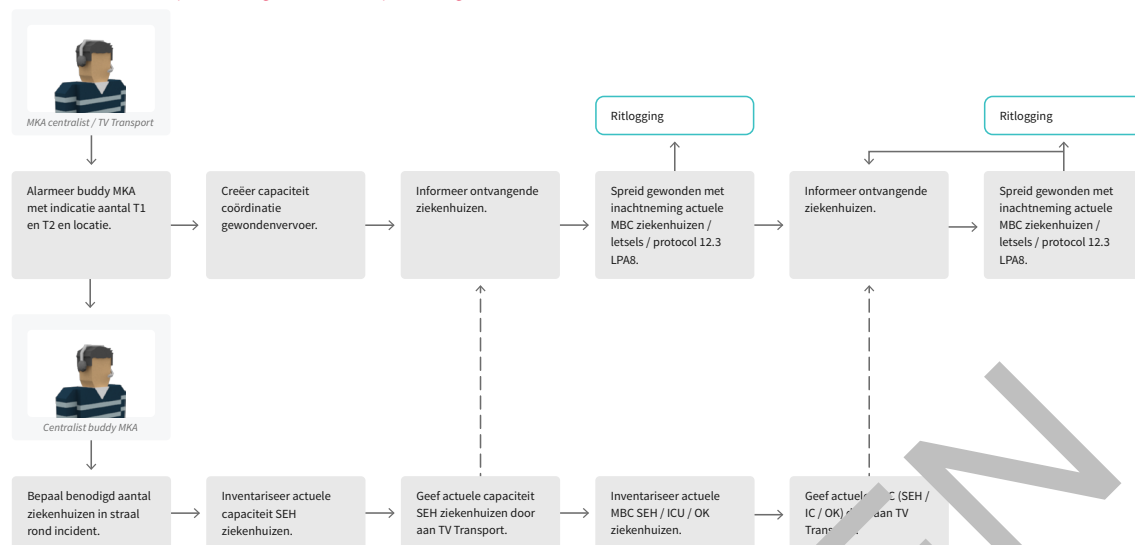 MKA centralist / TV Transport
Ritlogging
Ritlogging
Alarmeer buddy MKA
met indicatie aantal T1
en T2 en locatie.
Creëer capaciteit
coördinatie
gewondenvervoer.
Informeer ontvangende
ziekenhuizen.
Spreid gewonden met
inachtneming actuele
MBC ziekenhuizen /
letsels / protocol 12.3
LPA8.
Informeer ontvangende
ziekenhuizen.
Spreid gewonden met
inachtneming actuele
MBC ziekenhuizen /
letsels / protocol 12.3
LPA8.
Centralist buddy MKA
Bepaal benodigd aantal
ziekenhuizen in straal
rond incident.
Inventariseer actuele
capaciteit SEH
ziekenhuizen.
Geef actuele capaciteit
SEH ziekenhuizen door
aan TV Transport.
Inventariseer actuele
MBC SEH / ICU / OK
ziekenhuizen.
Geef (SEH /
IC / OK) aan TV